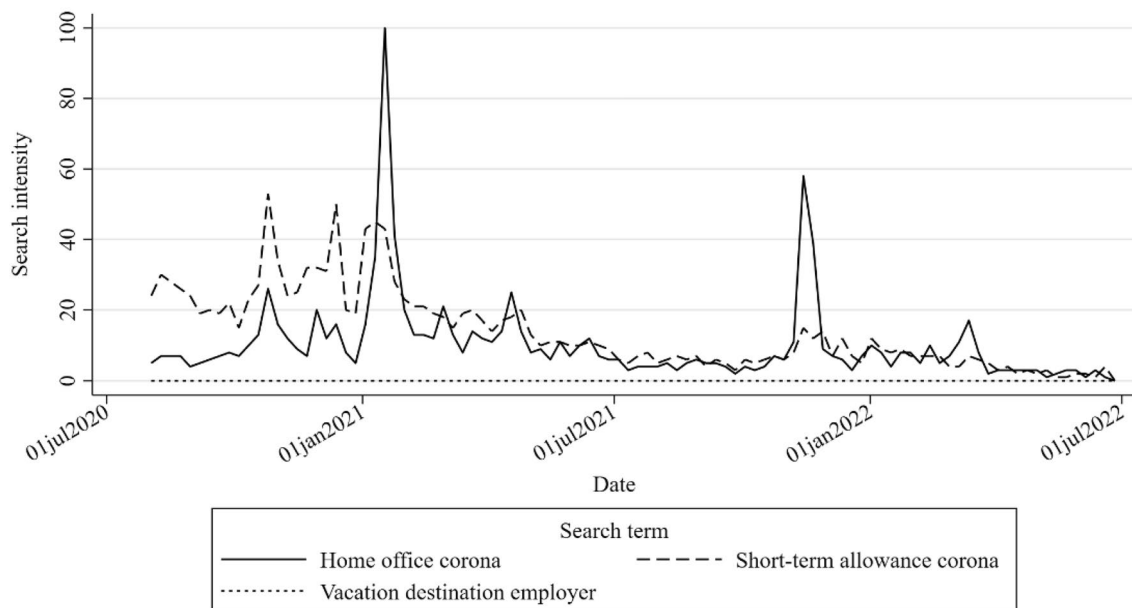 Search intensity
100
80
60
40
20
0
01jul2020
01jan2021
01jul2021
01jan2022
01jul2022
Date
Search term
Home office corona
Short-term allowance corona
Vacation destination employer